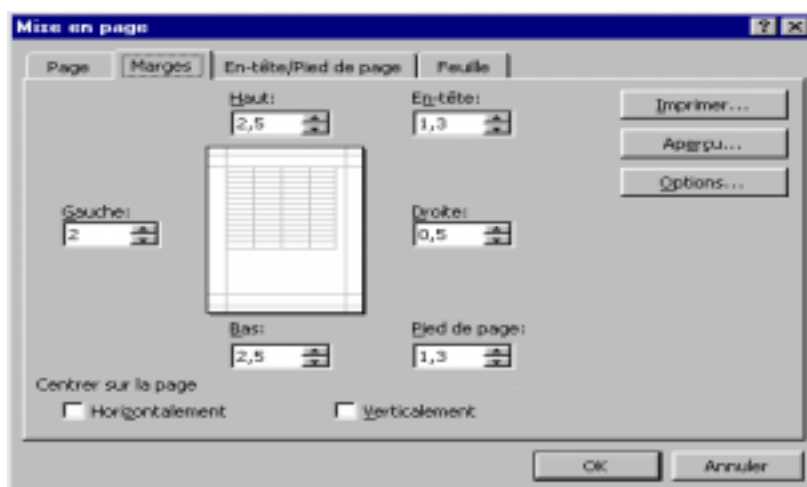 Mise en page
Page Marges En-tête/Pied de page Feuille
Haut: En-tête:
2,5 1,3
Imprimer...
Aperçu...
Options...
Gauche: Droite:
2 0,5
Bas: Pied de page:
2,5 1,3
Centrer sur la page
Horizontalement Verticalement
OK Annuler